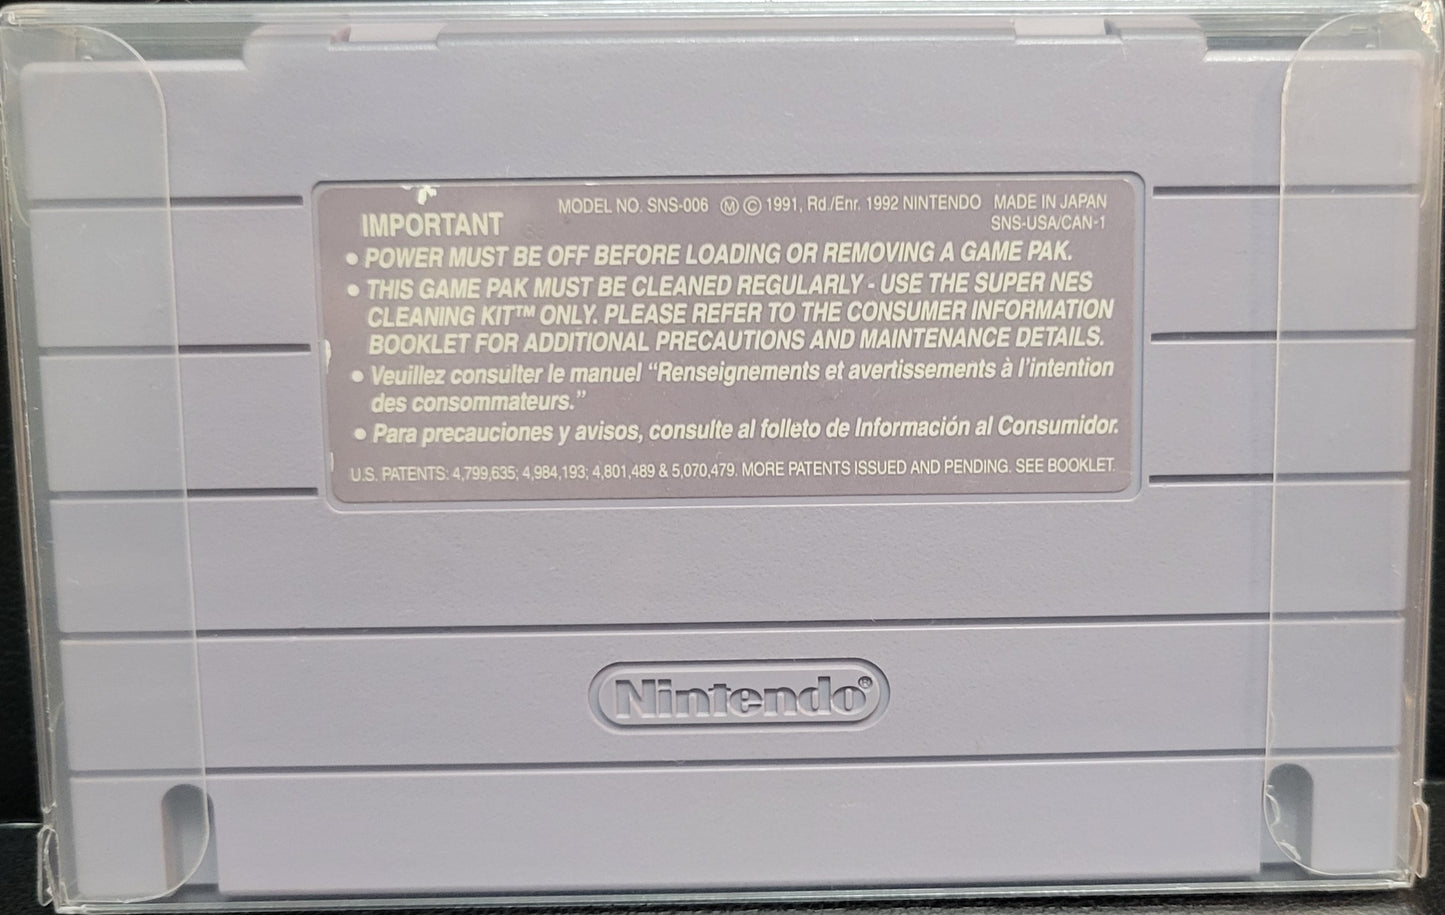 MODEL NO. SNS-006 Ⓜ © 1991, Rd./Enr. 1992 NINTENDO MADE IN JAPAN
IMPORTANT SNS-USA/CAN-1
• POWER MUST BE OFF BEFORE LOADING OR REMOVING A GAME PAK.
• THIS GAME PAK MUST BE CLEANED REGULARLY - USE THE SUPER NES
CLEANING KIT™ ONLY. PLEASE REFER TO THE CONSUMER INFORMATION
BOOKLET FOR ADDITIONAL PRECAUTIONS AND MAINTENANCE DETAILS.
• Veuillez consulter le manuel “Renseignements et avertissements à l’intention
des consommateurs.”
• Para precauciones y avisos, consulte al folleto de Información al Consumidor.
U.S. PATENTS: 4,799,635; 4,984,193; 4,801,489 & 5,070,479. MORE PATENTS ISSUED AND PENDING. SEE BOOKLET.
Nintendo®